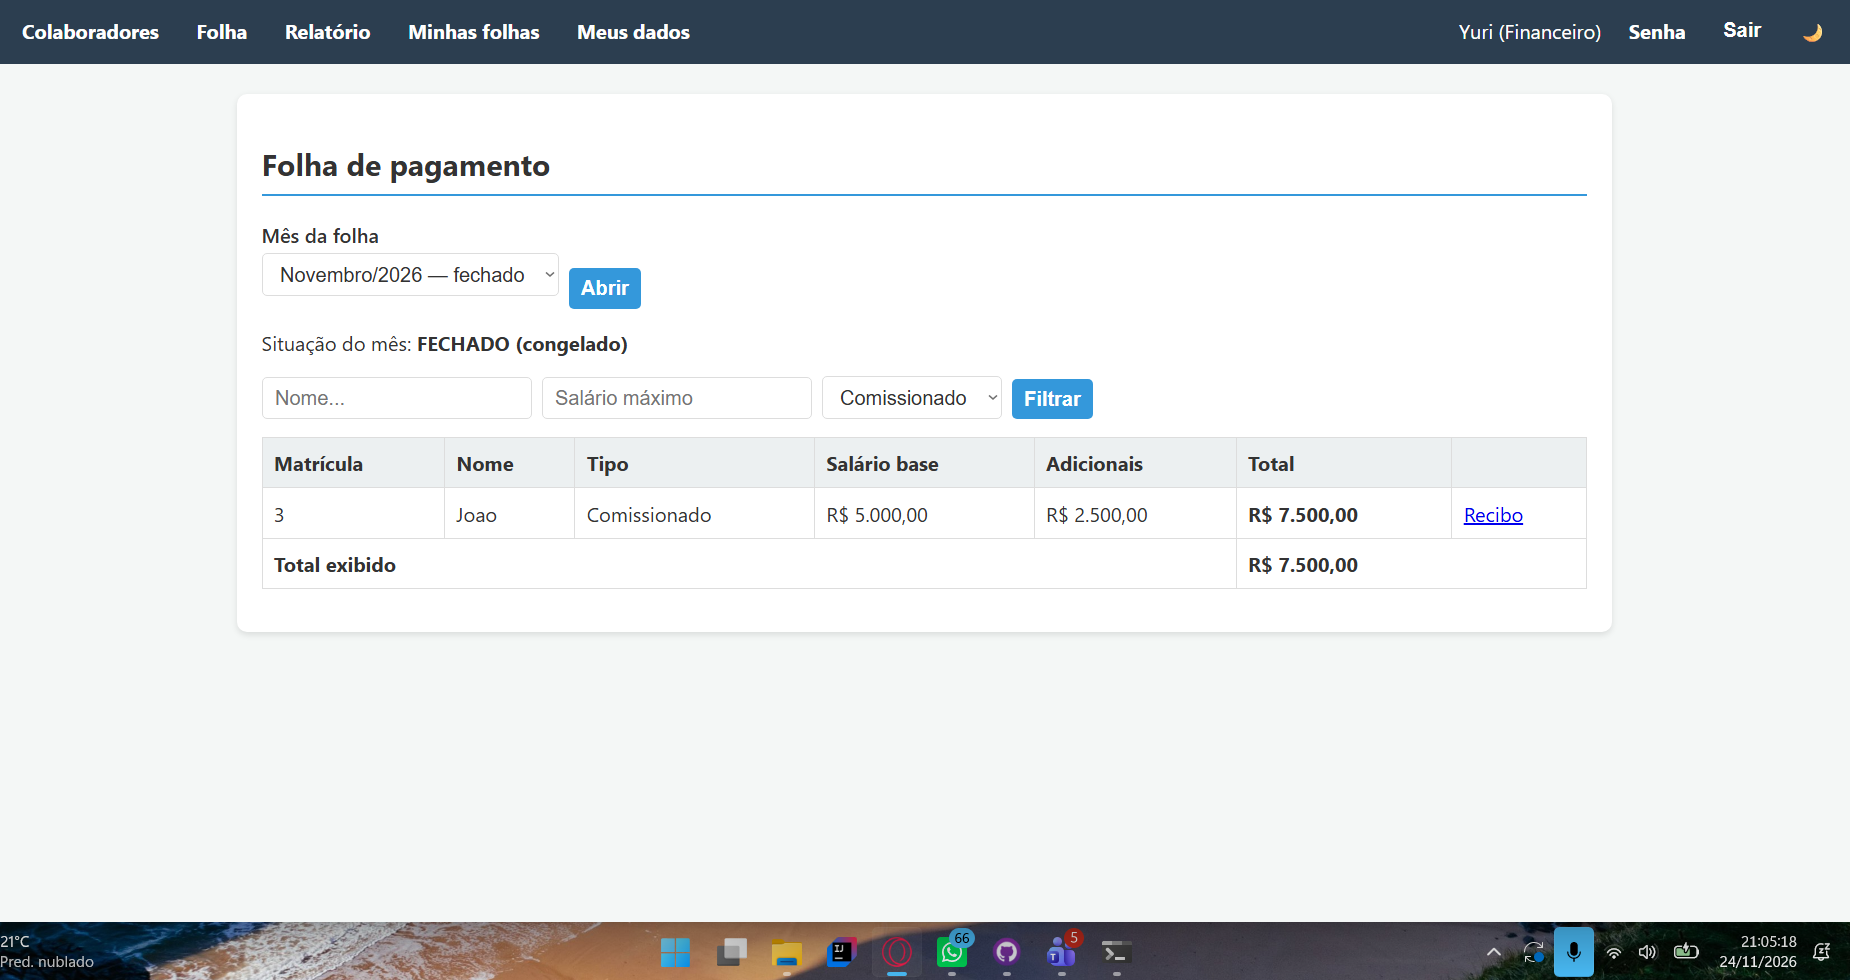 Colaboradores Folha Relatório Minhas folhas Meus dados Yuri (Financeiro) Senha Sair
Folha de pagamento
Mês da folha
Novembro/2026 — fechado Abrir
Situação do mês: FECHADO (congelado)
Nome... Salário máximo Comissionado Filtrar
Matrícula Nome Tipo Salário base Adicionais Total
3 Joao Comissionado R$ 5.000,00 R$ 2.500,00 R$ 7.500,00 Recibo
Total exibido R$ 7.500,00
21°C
Pred. nublado
IJ
66
T
5
21:05:18
24/11/2026